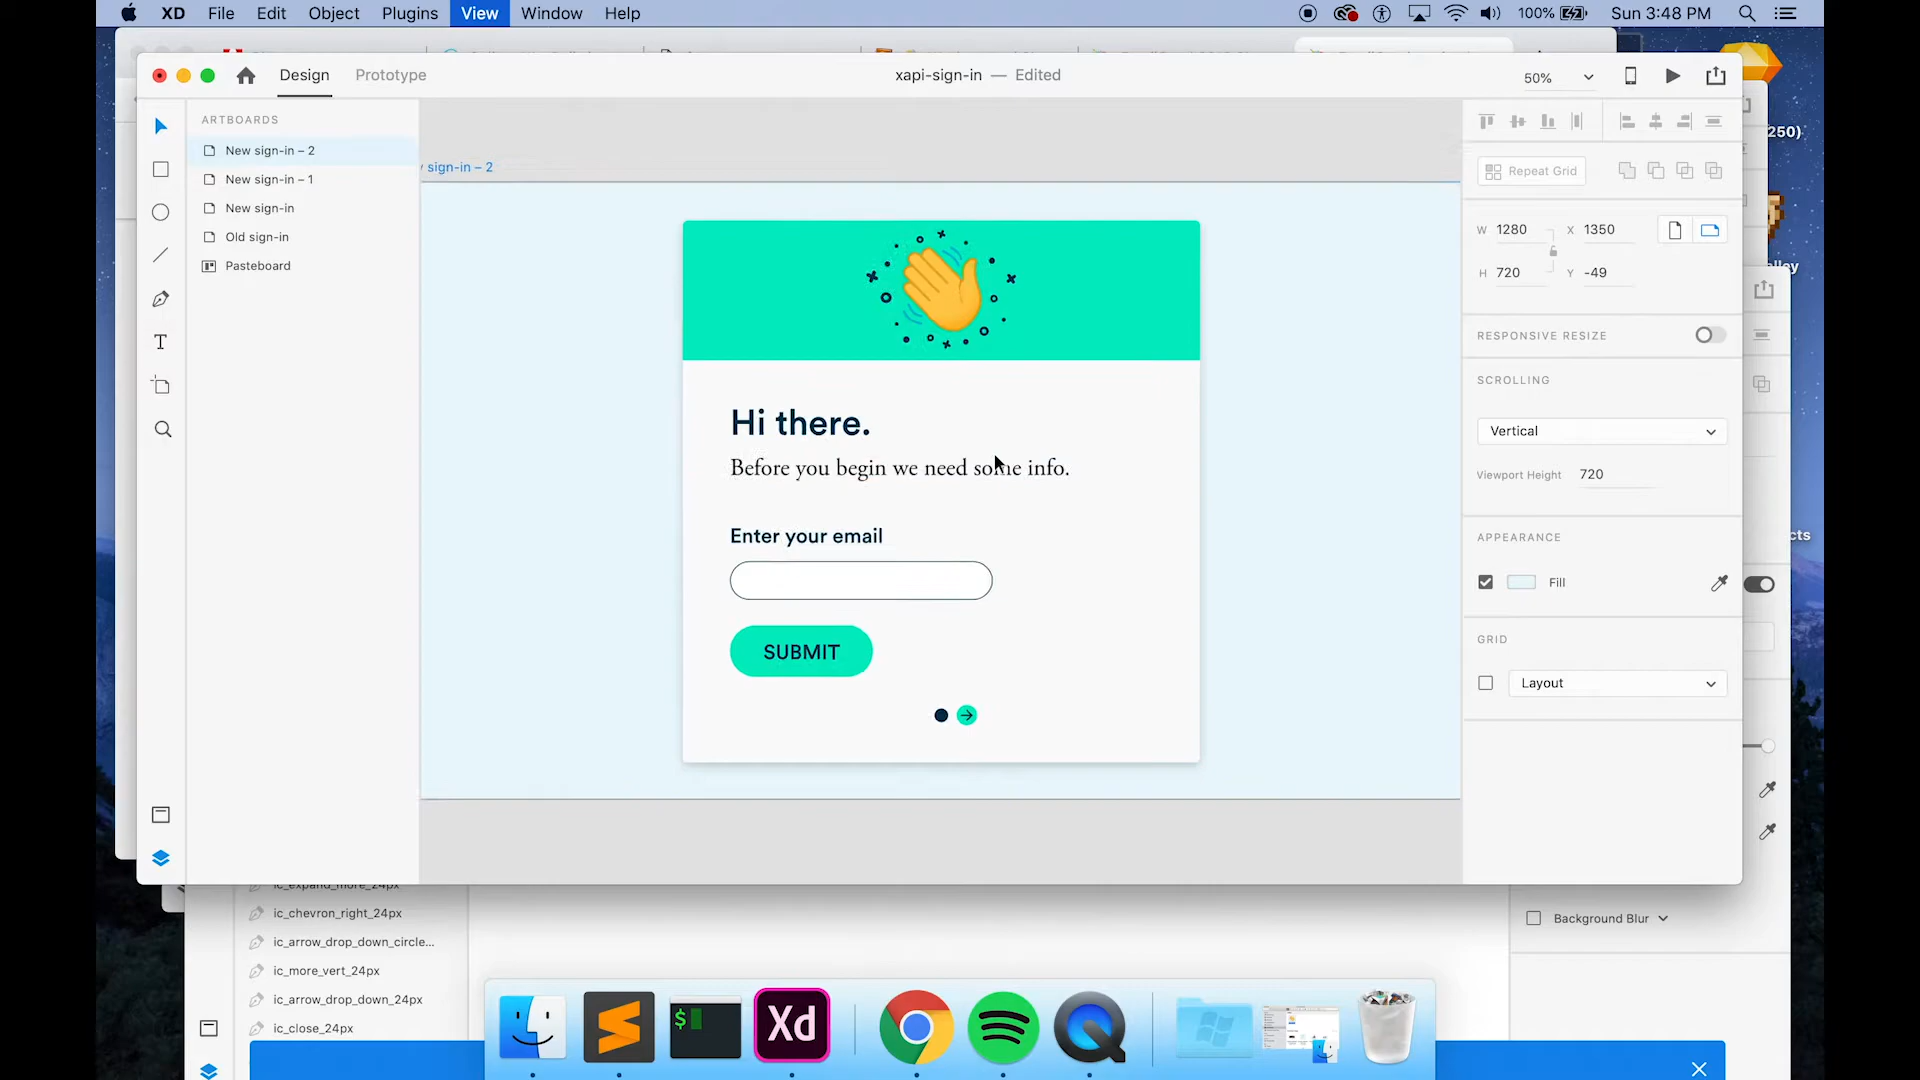 XD File Edit Object Plugins View Window Help
100% Sun 3:48 PM
Design Prototype
xapi-sign-in — Edited
50%
ARTBOARDS
New sign-in – 2
New sign-in – 1
New sign-in
Old sign-in
Pasteboard
sign-in – 2
Hi there.
Before you begin we need some info.
Enter your email
SUBMIT
Repeat Grid
W 1280 X 1350
H 720 Y -49
RESPONSIVE RESIZE
SCROLLING
Vertical
Viewport Height 720
APPEARANCE
Fill
GRID
Layout
250)
lley
cts
ic_expand_more_24px
ic_chevron_right_24px
ic_arrow_drop_down_circle...
ic_more_vert_24px
ic_arrow_drop_down_24px
ic_close_24px
Background Blur
$
Xd